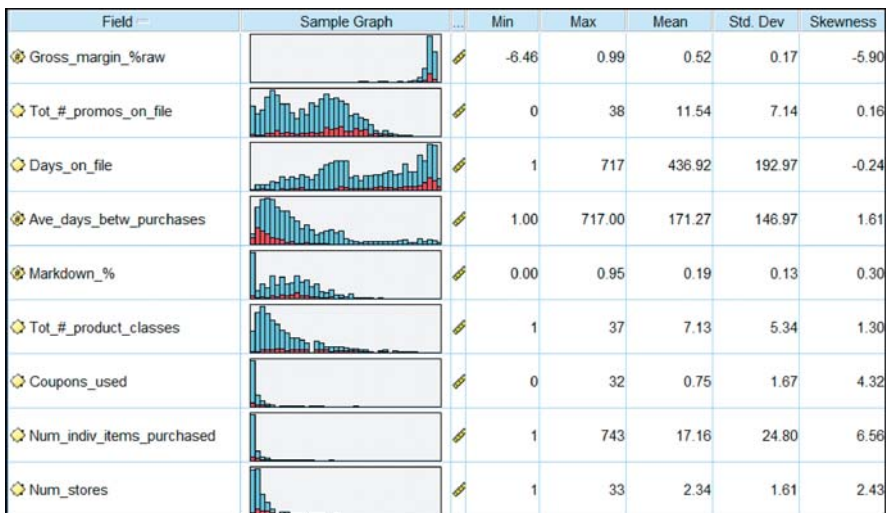 Field Sample Graph ... Min Max Mean Std. Dev Skewness
Gross_margin_%raw -6.46 0.99 0.52 0.17 -5.90
Tot_#_promos_on_file 0 38 11.54 7.14 0.16
Days_on_file 1 717 436.92 192.97 -0.24
Ave_days_betw_purchases 1.00 717.00 171.27 146.97 1.61
Markdown_% 0.00 0.95 0.19 0.13 0.30
Tot_#_product_classes 1 37 7.13 5.34 1.30
Coupons_used 0 32 0.75 1.67 4.32
Num_indiv_items_purchased 1 743 17.16 24.80 6.56
Num_stores 1 33 2.34 1.61 2.43